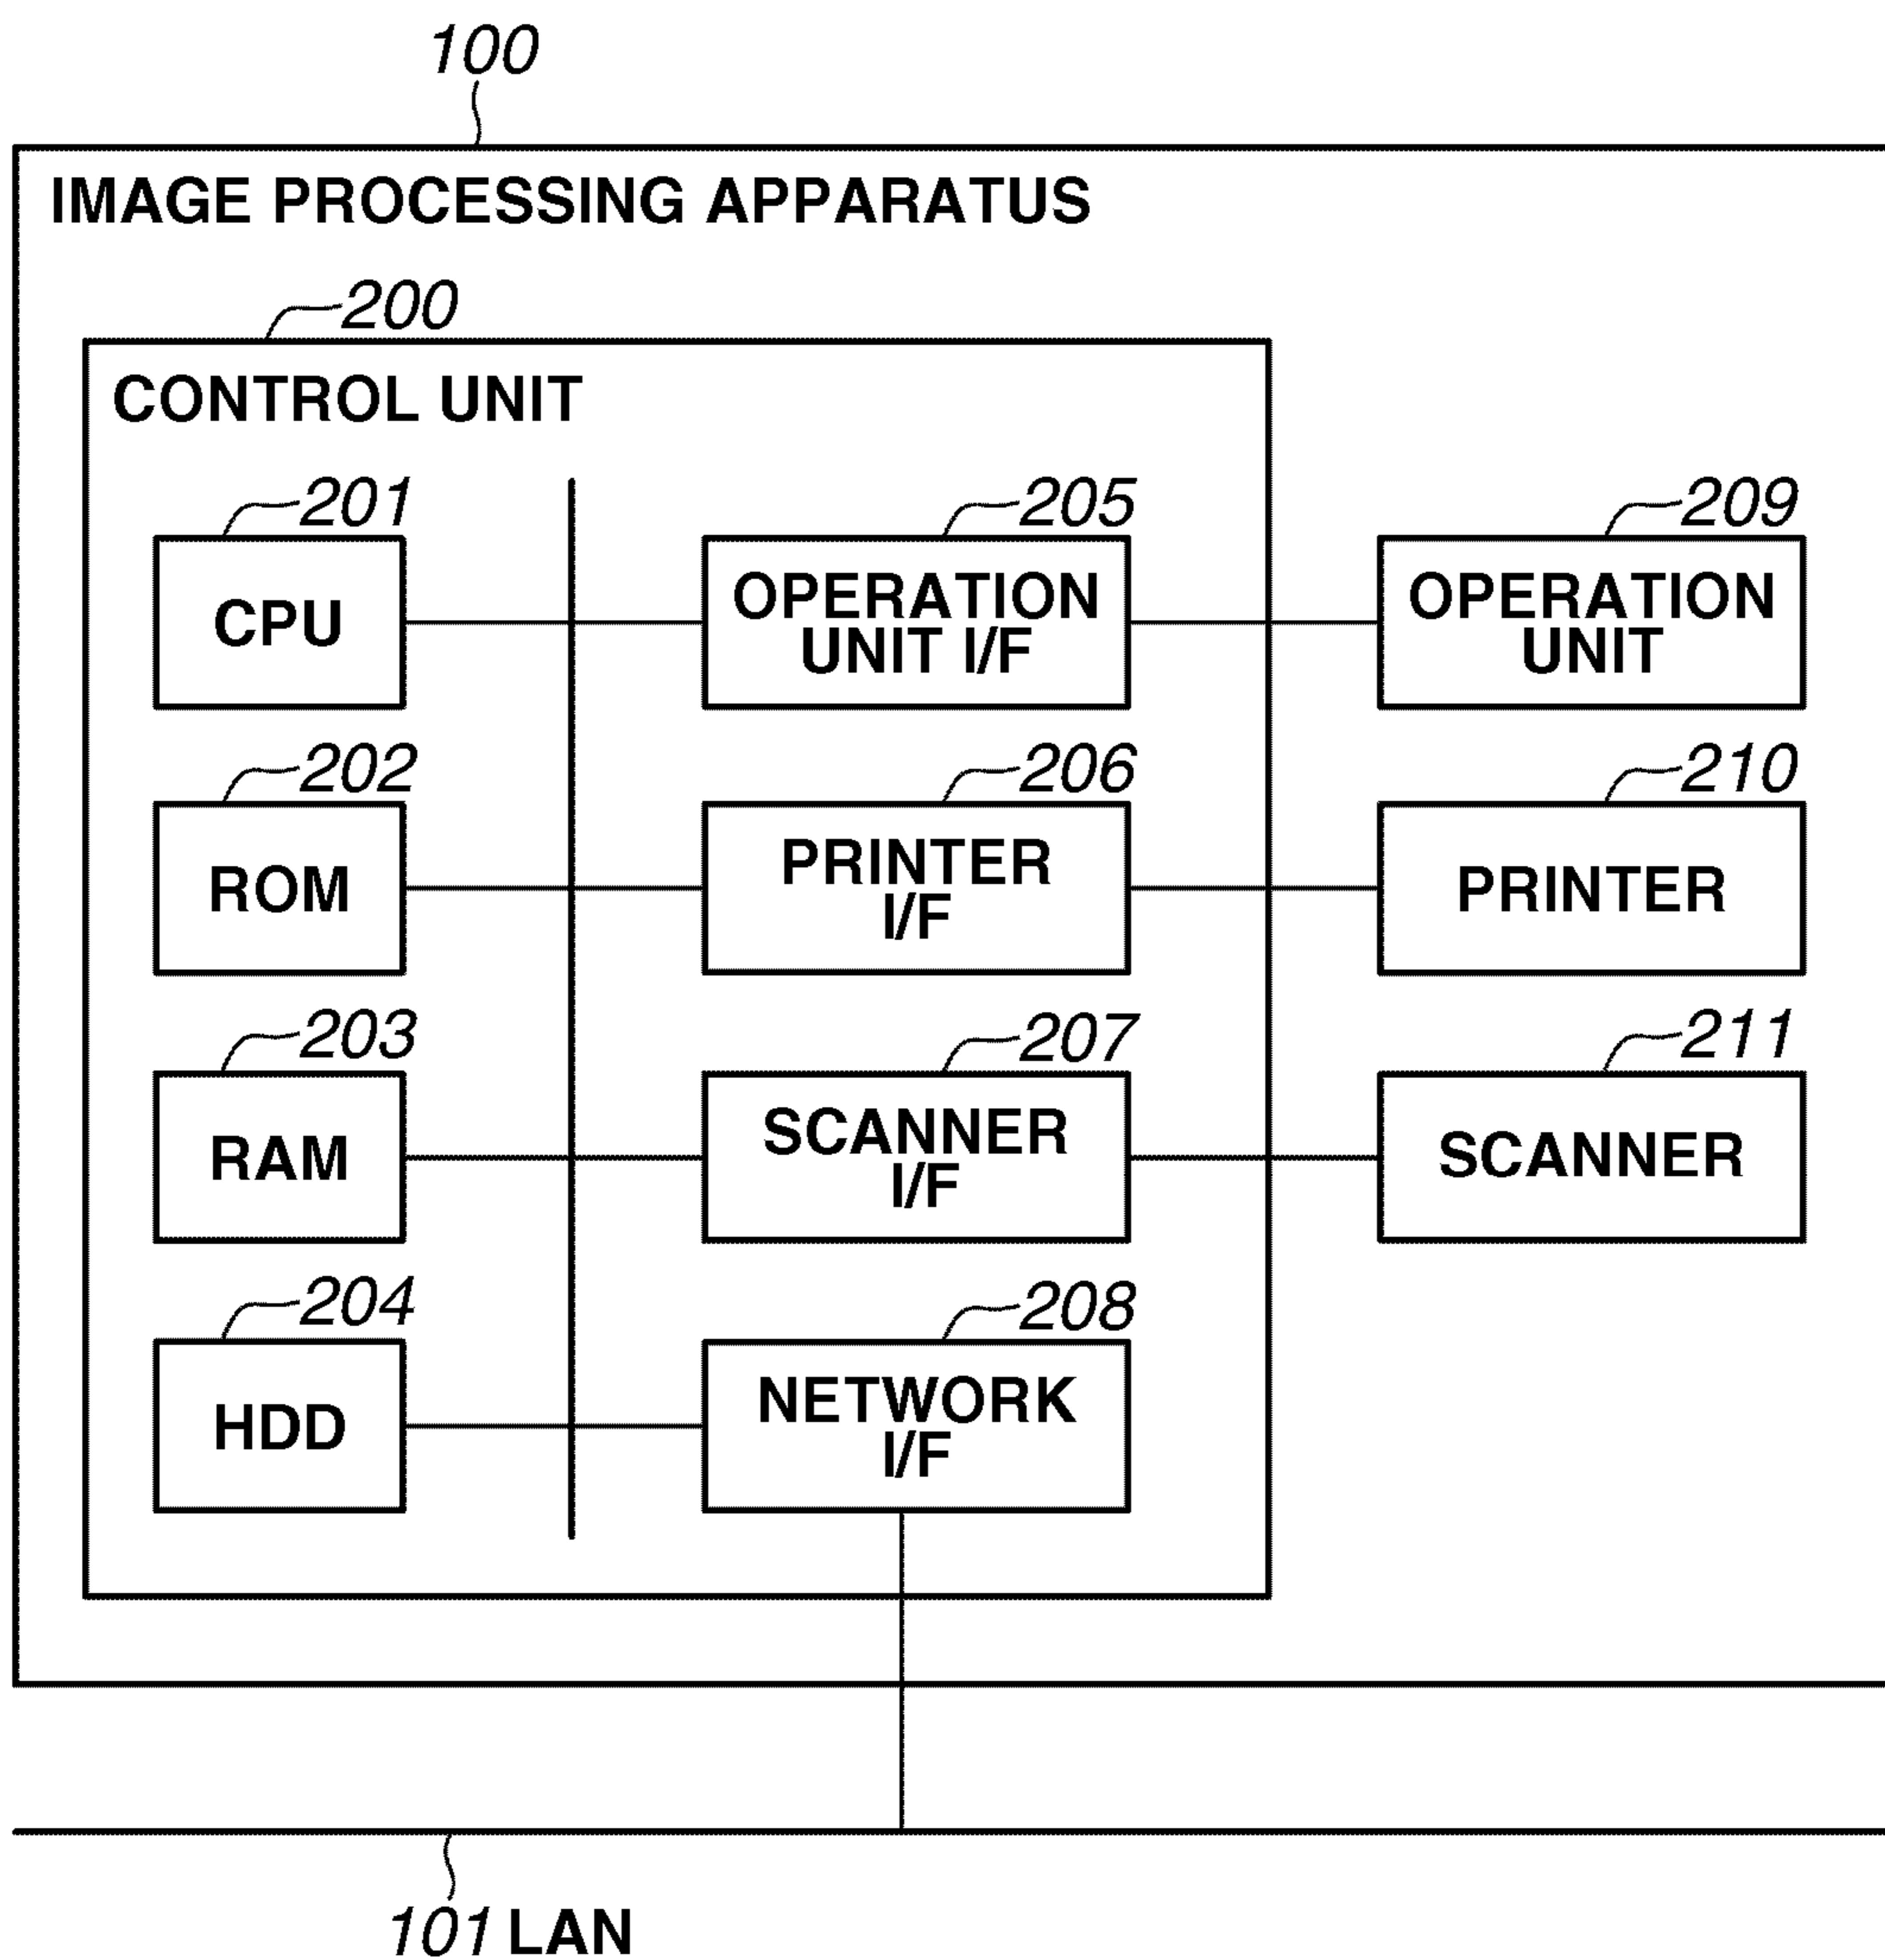 100
IMAGE PROCESSING APPARATUS
200
CONTROL UNIT
201
205
209
CPU
OPERATION
UNIT I/F
OPERATION
UNIT
202
206
210
ROM
PRINTER
I/F
PRINTER
203
207
211
RAM
SCANNER
I/F
SCANNER
204
208
HDD
NETWORK
I/F
101 LAN